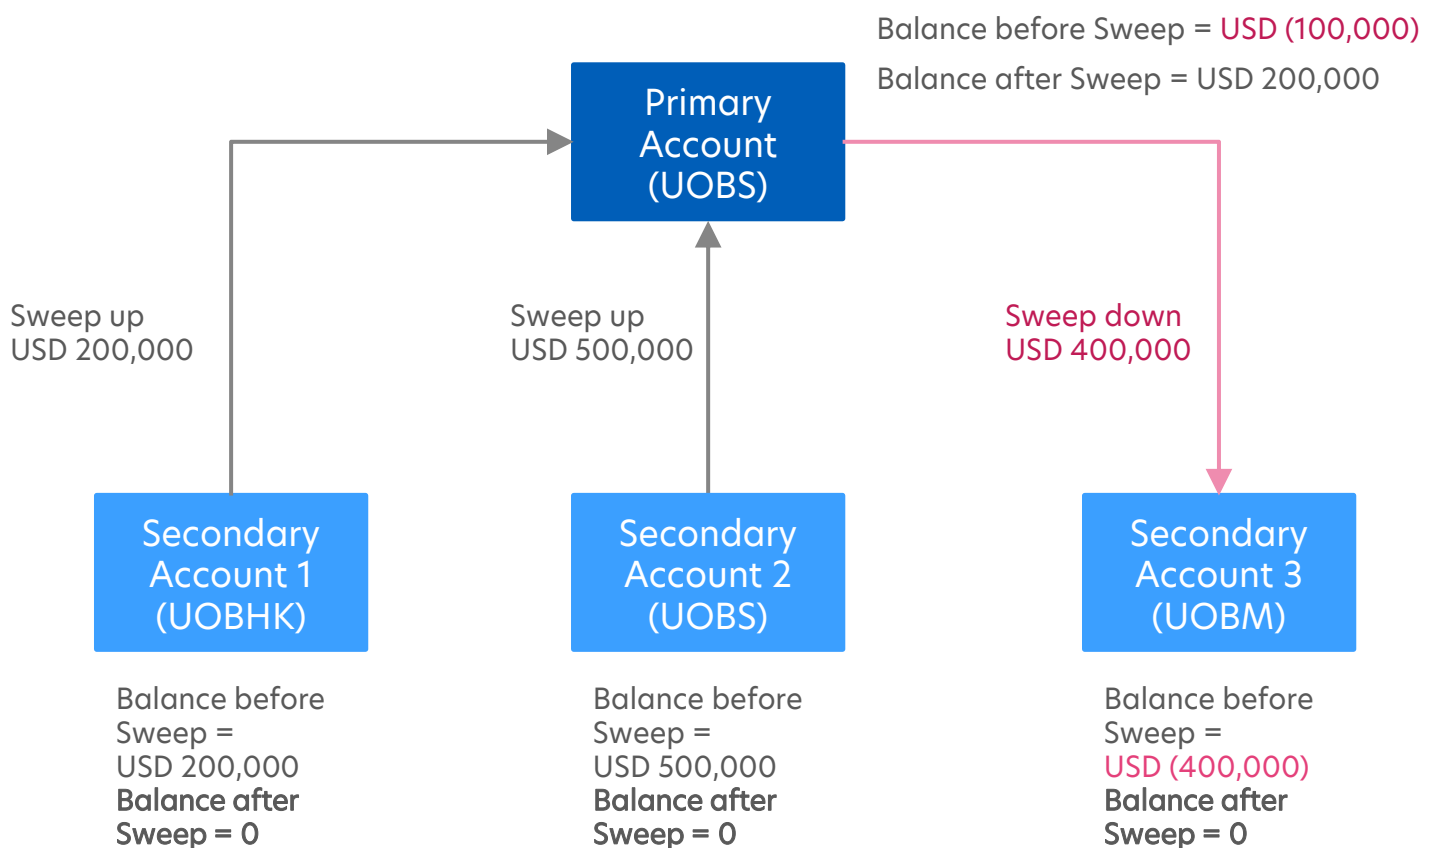 Balance before Sweep = USD (100,000)
Balance after Sweep = USD 200,000
Primary
Account
(UOBS)
Sweep up
USD 200,000
Sweep up
USD 500,000
Sweep down
USD 400,000
Secondary
Account 1
(UOBHK)
Secondary
Account 2
(UOBS)
Secondary
Account 3
(UOBM)
Balance before
Sweep =
USD 200,000
Balance after
Sweep = 0
Balance before
Sweep =
USD 500,000
Balance after
Sweep = 0
Balance before
Sweep =
USD (400,000)
Balance after
Sweep = 0